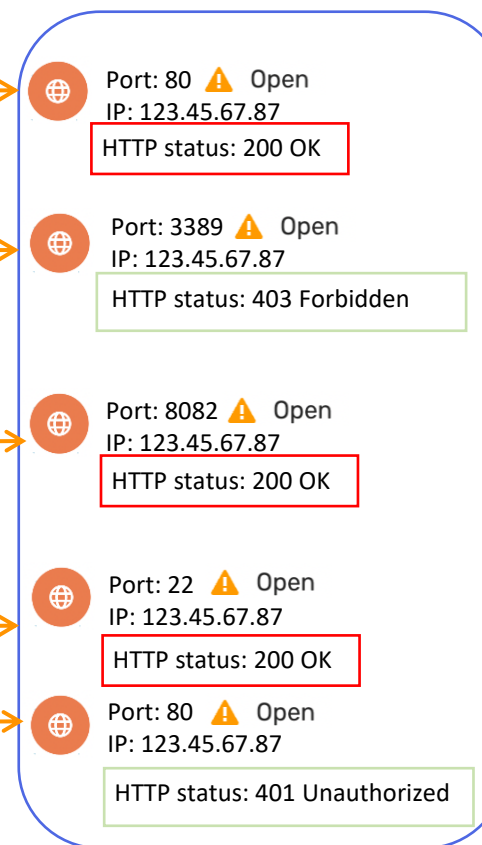 Port: 80 Open
IP: 123.45.67.87
HTTP status: 200 OK
Port: 3389 Open
IP: 123.45.67.87
HTTP status: 403 Forbidden
Port: 8082 Open
IP: 123.45.67.87
HTTP status: 200 OK
Port: 22 Open
IP: 123.45.67.87
HTTP status: 200 OK
Port: 80 Open
IP: 123.45.67.87
HTTP status: 401 Unauthorized